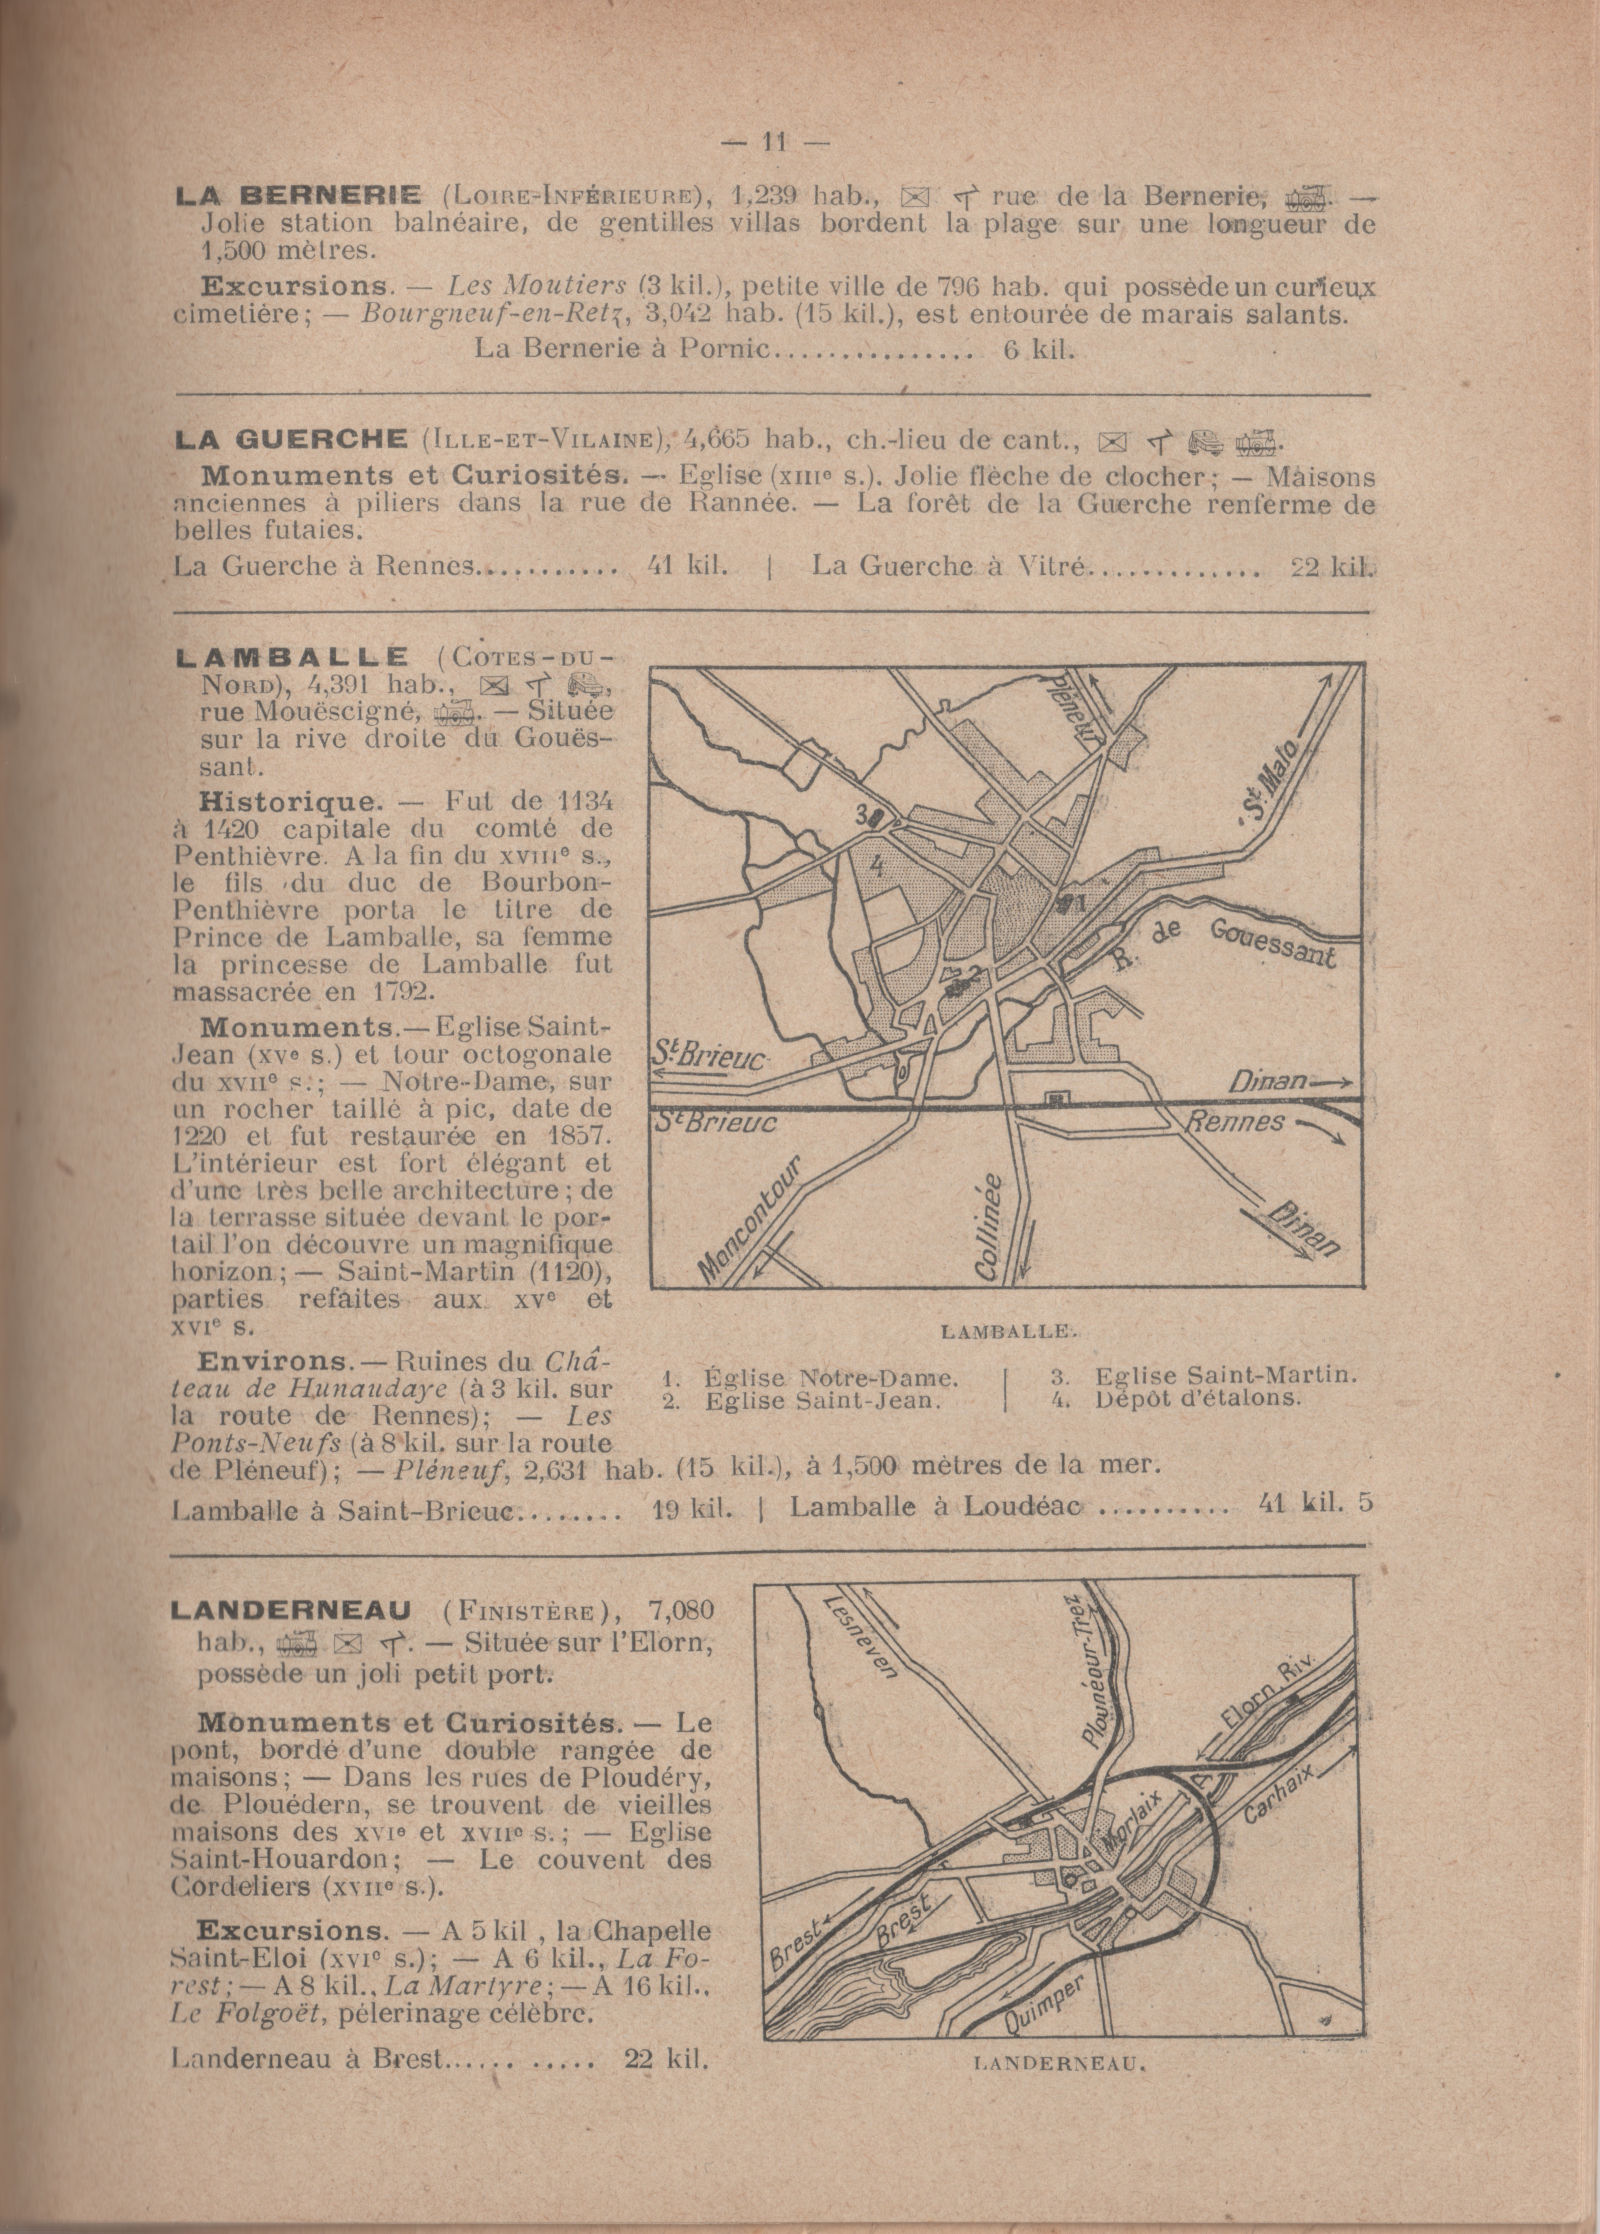 — 11 —
LA BERNERIE (LOIRE-INFÉRIEURE), 1,239 hab., rue de la Bernerie, . —
Jolie station balnéaire, de gentilles villas bordent la plage sur une longueur de
1,500 mètres.
Excursions. — Les Moutiers (3 kil.), petite ville de 796 hab. qui possède un curieux
cimetière; — Bourgneuf-en-Retz, 3,042 hab. (15 kil.), est entourée de marais salants.
La Bernerie à Pornic............... 6 kil.
LA GUERCHE (ILLE-ET-VILAINE), 4,665 hab., ch.-lieu de cant., .
Monuments et Curiosités. — Eglise (XIIIe s.). Jolie flèche de clocher; — Maisons
anciennes à piliers dans la rue de Rannée. — La forêt de la Guerche renferme de
belles futaies.
La Guerche à Rennes........... 41 kil. | La Guerche à Vitré.............. 22 kil.
LAMBALLE (COTES-DU-
NORD), 4,391 hab., ,
rue Mouëscigné, . — Située
sur la rive droite du Gouës-
sant.
Historique. — Fut de 1134
à 1420 capitale du comté de
Penthièvre. A la fin du XVIIIe s.,
le fils du duc de Bourbon-
Penthièvre porta le titre de
Prince de Lamballe, sa femme
la princesse de Lamballe fut
massacrée en 1792.
Monuments.— Eglise Saint-
Jean (XVe s.) et tour octogonale
du XVIIe s.; — Notre-Dame, sur
un rocher taillé à pic, date de
1220 et fut restaurée en 1857.
L'intérieur est fort élégant et
d'une très belle architecture; de
la terrasse située devant le por-
tail l'on découvre un magnifique
horizon; — Saint-Martin (1120),
parties refaites aux XVe et
XVIe s.
Environs.— Ruines du Châ-
teau de Hunaudaye (à 3 kil. sur
la route de Rennes); — Les
Ponts-Neufs (à 8 kil. sur la route
de Pléneuf); — Pléneuf, 2,631 hab. (15 kil.), à 1,500 mètres de la mer.
Pléneuf
St Malo
3
4
1
2
R. de Gouessant
St Brieuc
Dinan
St Brieuc
Rennes
Moncontour
Collinée
Dinan
LAMBALLE.
1. Église Notre-Dame. | 3. Eglise Saint-Martin.
2. Eglise Saint-Jean. | 4. Dépôt d'étalons.
Lamballe à Saint-Brieuc........ 19 kil. | Lamballe à Loudéac .......... 41 kil. 5
LANDERNEAU (FINISTÈRE), 7,080
hab., . — Située sur l'Elorn,
possède un joli petit port.
Monuments et Curiosités. — Le
pont, bordé d'une double rangée de
maisons; — Dans les rues de Ploudéry,
de Plouédern, se trouvent de vieilles
maisons des XVIe et XVIIe s.; — Eglise
Saint-Houardon; — Le couvent des
Cordeliers (XVIIe s.).
Excursions. — A 5 kil , la Chapelle
Saint-Eloi (XVIe s.); — A 6 kil., La Fo-
rest; — A 8 kil., La Martyre; — A 16 kil.,
Le Folgoët, pélerinage célèbre.
Landerneau à Brest...... ..... 22 kil.
Lesneven
Plounéour-Trez
Elorn Riv.
Morlaix
Carhaix
Brest
Brest
Quimper
LANDERNEAU.